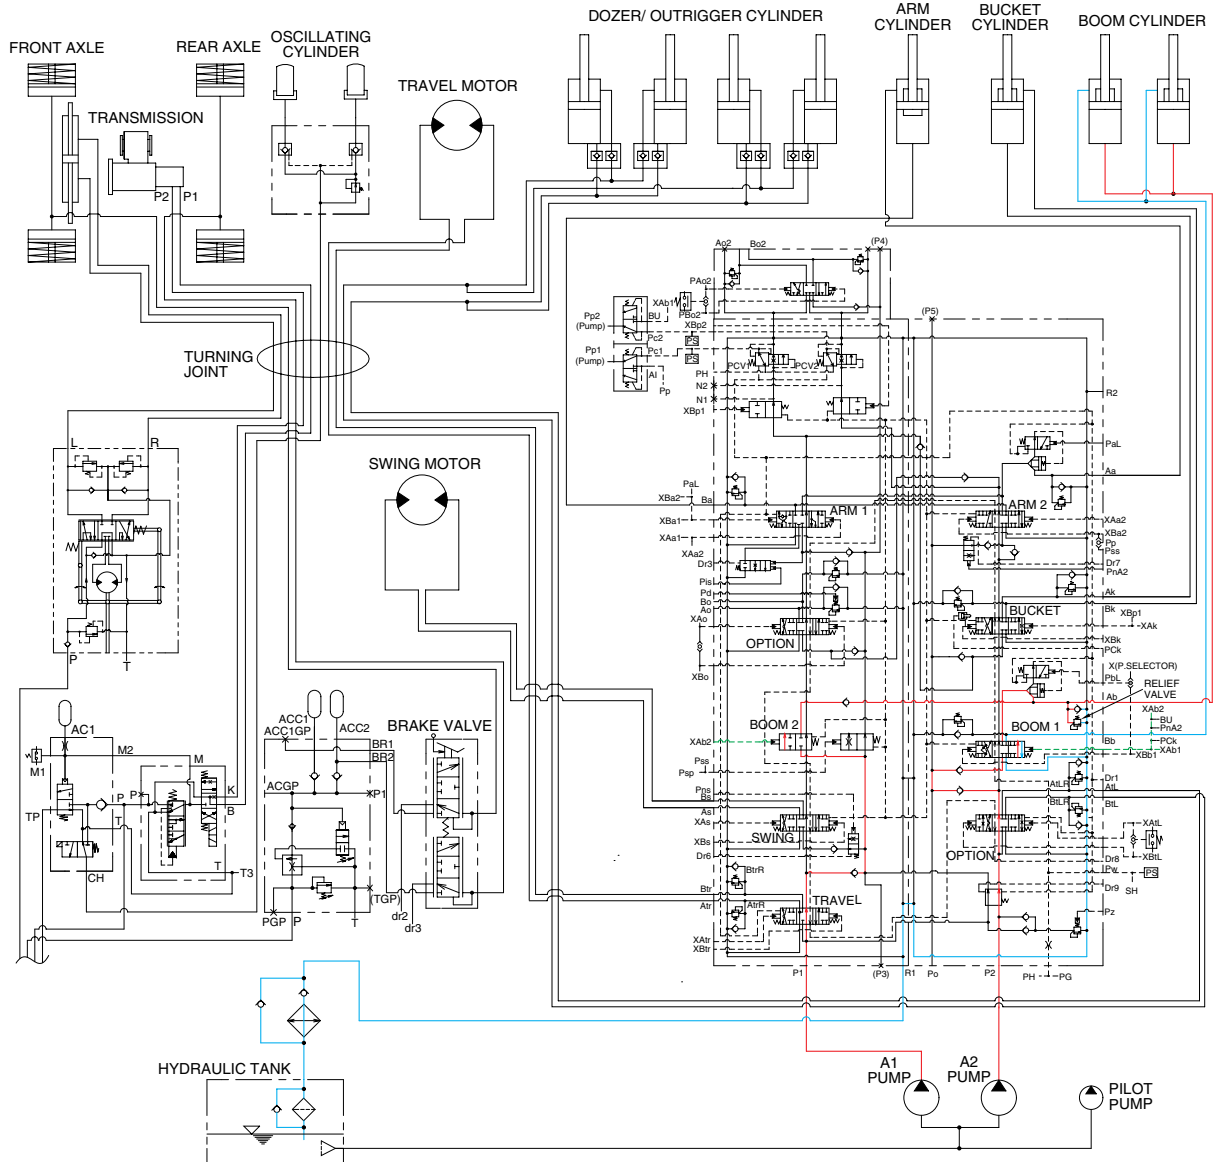 DOZER/ OUTRIGGER CYLINDER
ARM
CYLINDER
BUCKET
CYLINDER
BOOM CYLINDER
FRONT AXLE
REAR AXLE
OSCILLATING
CYLINDER
TRAVEL MOTOR
TRANSMISSION
P2
P1
TURNING
JOINT
SWING MOTOR
L
R
P
T
Ao2
Bo2
(P4)
PAo2
XAb1
PBo2
BU
XBp2
Pp2
(Pump)
Pc2
PS
Pp1
(Pump)
Pc1
PS
AI
Pp
PH
N2
N1
XBp1
PCV1
PCV2
(P5)
R2
PaL
Aa
PaL
XBa2
XBa1
XAa1
XAa2
Ba
ARM 1
ARM 2
XAa2
XBa2
Pp
Pss
Dr7
PnA2
Dr3
Pis
Pd
Bo
Ao
XAo
XBo
OPTION
Ak
Bk
XBp1
XAk
XBk
PCk
BUCKET
X(P.SELECTOR)
PbL
RELIEF
VALVE
Ab
XAb2
BU
PnA2
PCk
XAb1
XBb1
Bb
BOOM 2
BOOM 1
XAb2
Pss
Psp
Pns
Bs
As
XAs
XBs
Dr6
SWING
Dr1
AtL
AtLR
BtLR
BtL
XAtL
XBtL
OPTION
Dr8
Pw
PS
SH
Dr9
Pz
BtrR
Btr
Atr
AtrR
TRAVEL
XAtr
XBtr
P1
(P3)
R1
Po
P2
PH
PG
AC1
M2
M1
M
P
P
K
B
TP
T
T
T3
CH
ACC1
ACC1GP
ACC2
BR1
BR2
BRAKE VALVE
ACGP
P1
(TGP)
dr2
dr3
PGP
P
T
HYDRAULIC TANK
A1
PUMP
A2
PUMP
PILOT
PUMP